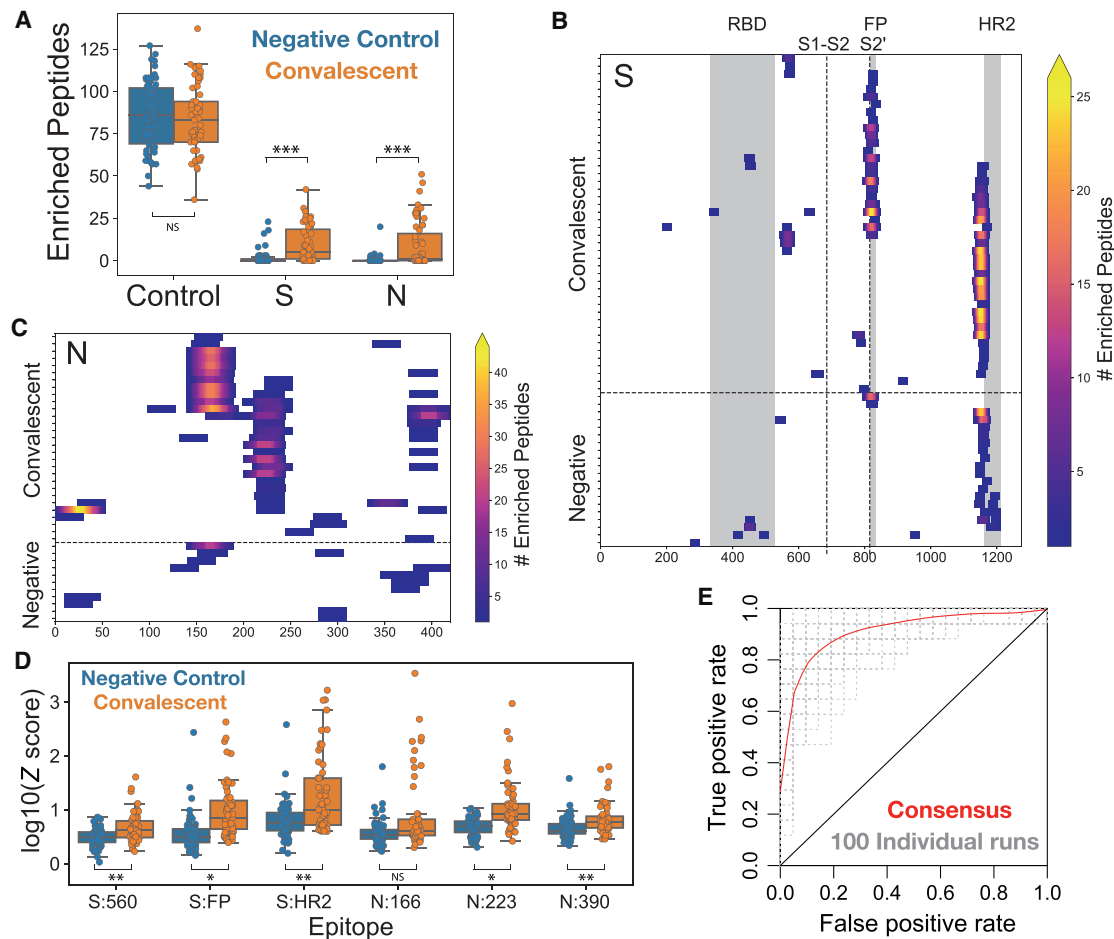 A
Negative Control
Convalescent
Enriched Peptides
125
100
75
50
25
0
NS
***
***
Control
S
N
B
RBD
S1-S2
FP
S2'
HR2
S
Convalescent
Negative
0
200
400
600
800
1000
1200
25
20
15
10
5
# Enriched Peptides
C
N
Convalescent
Negative
0
50
100
150
200
250
300
350
400
40
35
30
25
20
15
10
5
# Enriched Peptides
D
Negative Control
Convalescent
log10(Z score)
3
2
1
0
**
*
**
NS
*
**
S:560
S:FP
S:HR2
N:166
N:223
N:390
Epitope
E
True positive rate
1.0
0.8
0.6
0.4
0.2
0.0
Consensus
100 Individual runs
0.0
0.2
0.4
0.6
0.8
1.0
False positive rate